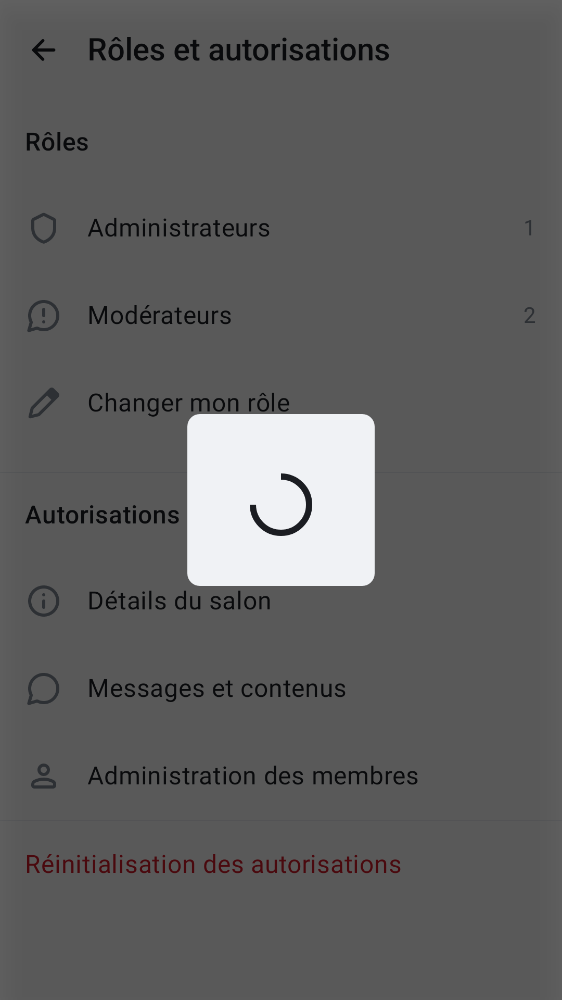 Rôles et autorisations
Rôles
Administrateurs 1
Modérateurs 2
Changer mon rôle
Autorisations
Détails du salon
Messages et contenus
Administration des membres
Réinitialisation des autorisations